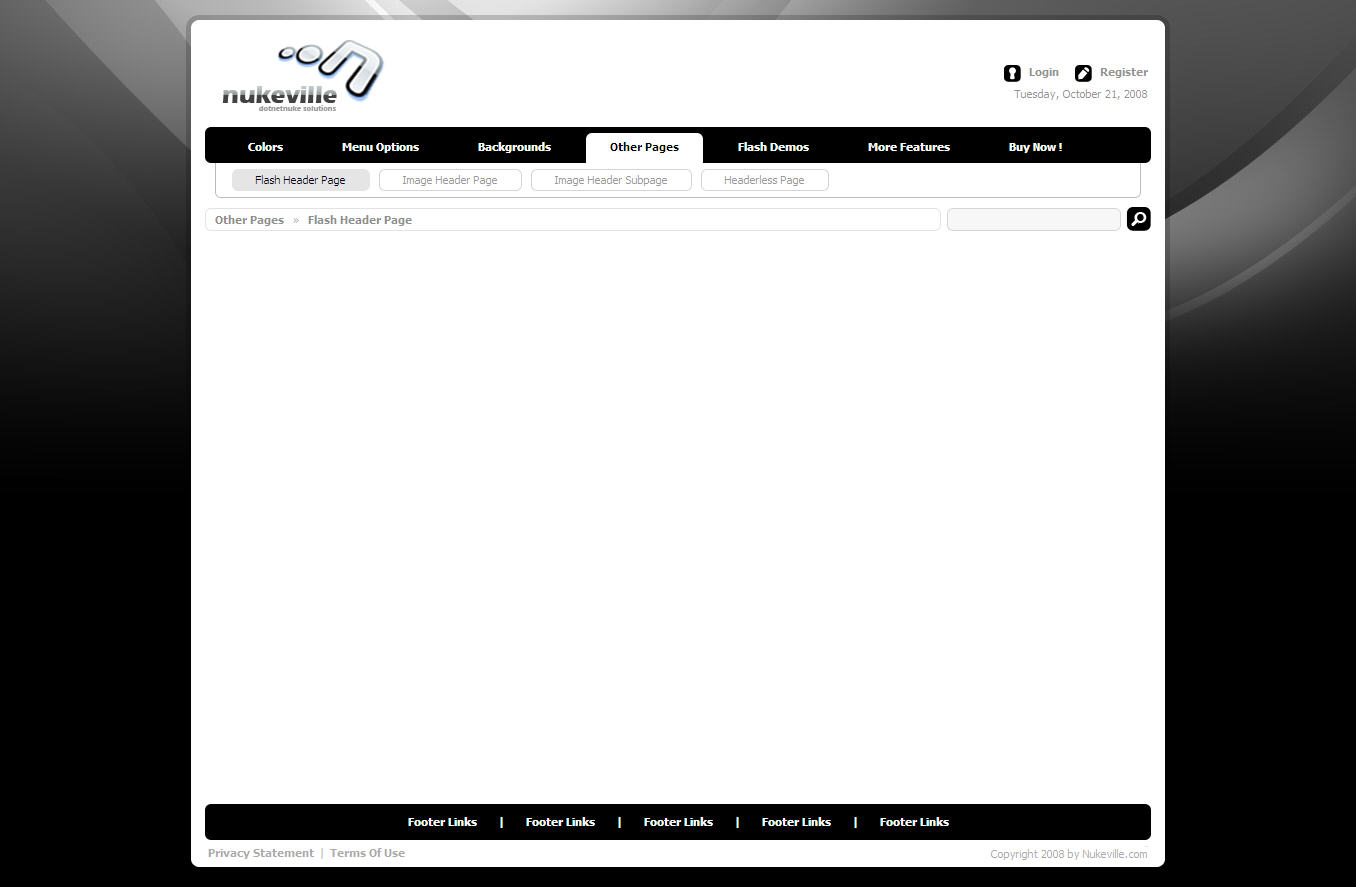 nukeville
dotnetnuke solutions
Login Register
Tuesday, October 21, 2008
Colors Menu Options Backgrounds Other Pages Flash Demos More Features Buy Now !
Flash Header Page Image Header Page Image Header Subpage Headerless Page
Other Pages » Flash Header Page
Footer Links | Footer Links | Footer Links | Footer Links | Footer Links
Privacy Statement | Terms Of Use Copyright 2008 by Nukeville.com